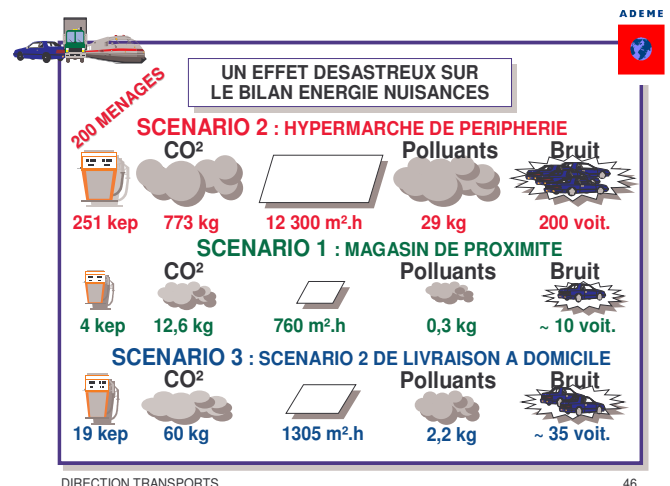 ADEME
UN EFFET DESASTREUX SUR
LE BILAN ENERGIE NUISANCES
200 MENAGES
SCENARIO 2 : HYPERMARCHE DE PERIPHERIE
CO² Polluants Bruit
251 kep 773 kg 12 300 m².h 29 kg 200 voit.
SCENARIO 1 : MAGASIN DE PROXIMITE
CO² Polluants Bruit
4 kep 12,6 kg 760 m².h 0,3 kg ~ 10 voit.
SCENARIO 3 : SCENARIO 2 DE LIVRAISON A DOMICILE
CO² Polluants Bruit
19 kep 60 kg 1305 m².h 2,2 kg ~ 35 voit.
DIRECTION TRANSPORTS 46